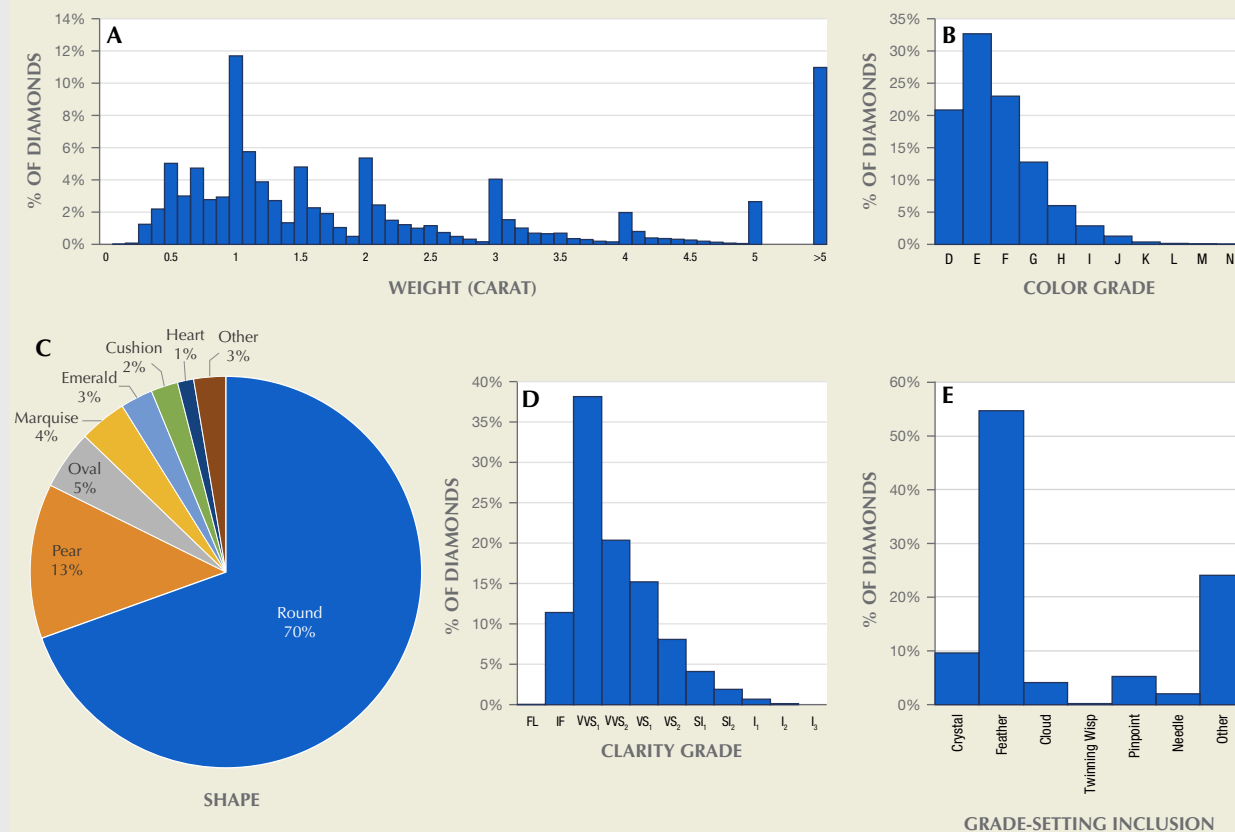 A
14%
12%
10%
8%
6%
4%
2%
0%
% OF DIAMONDS
0 0.5 1 1.5 2 2.5 3 3.5 4 4.5 5 >5
WEIGHT (CARAT)
B
35%
30%
25%
20%
15%
10%
5%
0%
% OF DIAMONDS
D E F G H I J K L M N
COLOR GRADE
C
Heart
1%
Other
3%
Cushion
2%
Emerald
3%
Marquise
4%
Oval
5%
Pear
13%
Round
70%
SHAPE
D
40%
35%
30%
25%
20%
15%
10%
5%
0%
% OF DIAMONDS
FL IF VVS₁ VVS₂ VS₁ VS₂ SI₁ SI₂ I₁ I₂ I₃
CLARITY GRADE
E
60%
50%
40%
30%
20%
10%
0%
% OF DIAMONDS
Crystal
Feather
Cloud
Twinning Wisp
Pinpoint
Needle
Other
GRADE-SETTING INCLUSION